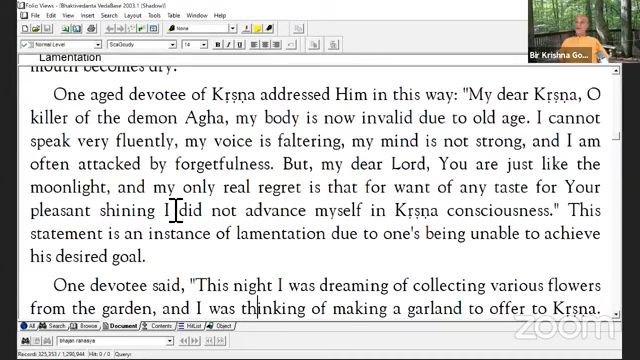 Folio Views - [Bhaktivedanta VedaBase 2003.1 (Shadow)]
File Edit View Search Layout Insert Tools Window Help
None
Normal Level
ScaGoudy
14
Lamentation
mouth becomes dry.
One aged devotee of Kṛṣṇa addressed Him in this way: "My dear Kṛṣṇa, O
killer of the demon Agha, my body is now invalid due to old age. I cannot
speak very fluently, my voice is faltering, my mind is not strong, and I am
often attacked by forgetfulness. But, my dear Lord, You are just like the
moonlight, and my only real regret is that for want of any taste for Your
pleasant shining I did not advance myself in Kṛṣṇa consciousness." This
statement is an instance of lamentation due to one's being unable to achieve
his desired goal.
One devotee said, "This night I was dreaming of collecting various flowers
from the garden, and I was thinking of making a garland to offer to Kṛṣṇa.
All Browse Document Contents HitList Object
bhajan rahasya
Record: 325,353 / 1,298,944 Hit: 0 / 0 Query:
Bir Krishna Go...
zoom